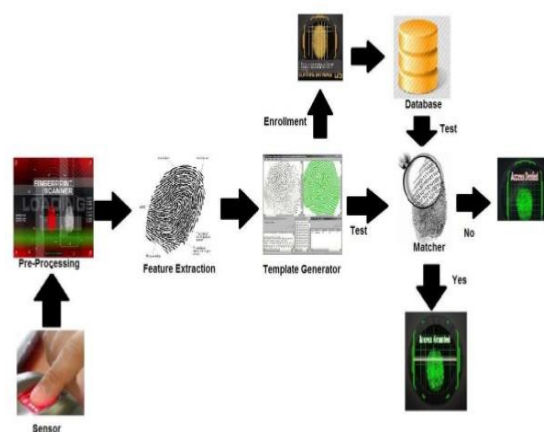 Enrollment
Database
Test
FINGERPRINT
SCANNER
LOADING
Access Denied
Pre-Processing
Feature Extraction
Template Generator
Test
Matcher
No
Yes
Access Granted
Sensor